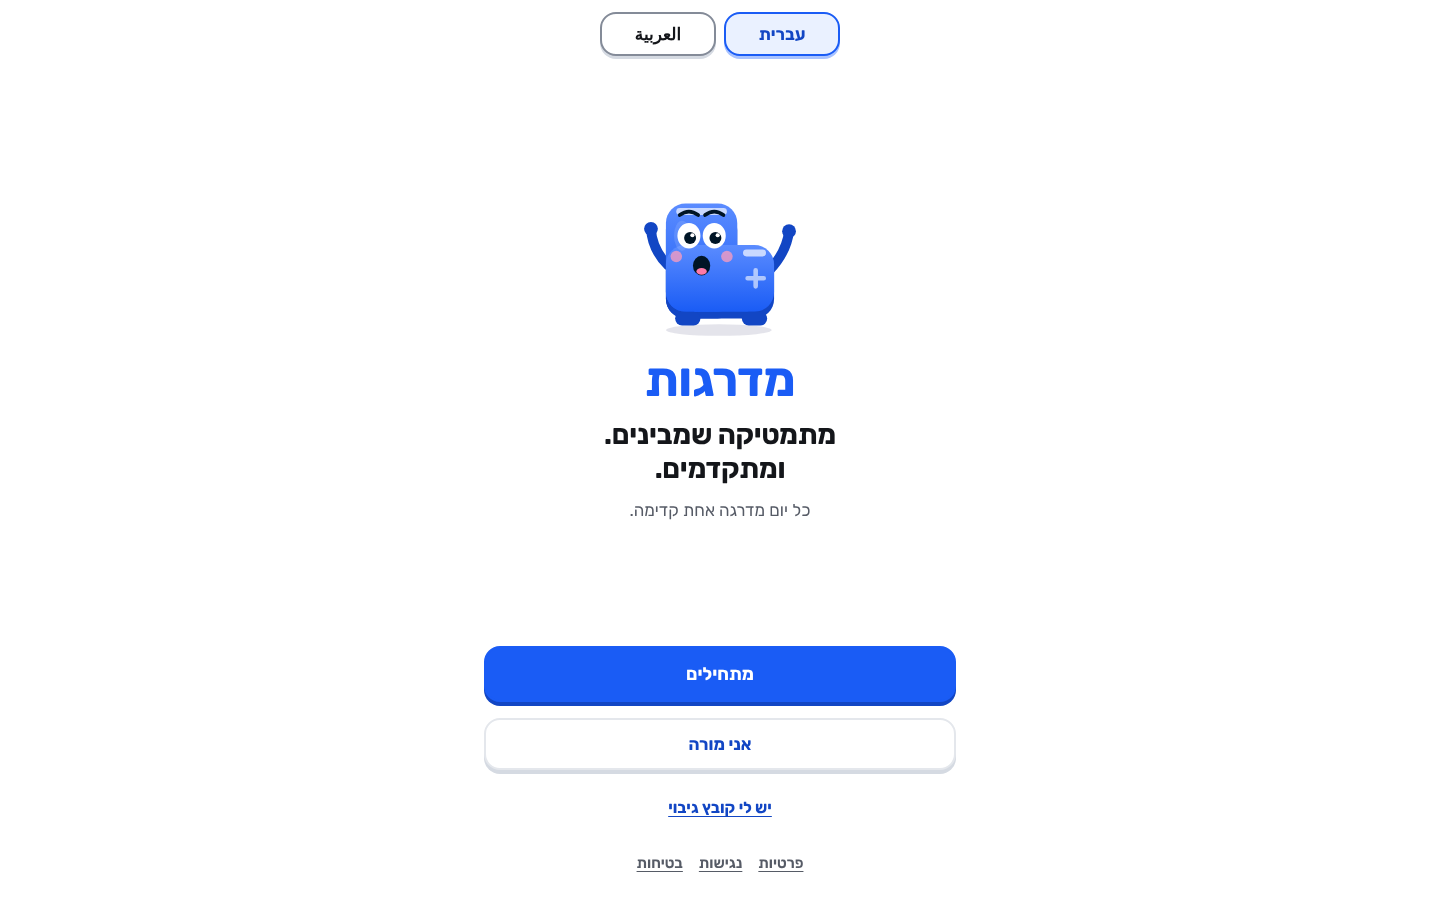 עברית
العربية
מדרגות
מתמטיקה שמבינים.
ומתקדמים.
כל יום מדרגה אחת קדימה.
מתחילים
אני מורה
יש לי קובץ גיבוי
פרטיות נגישות בטיחות